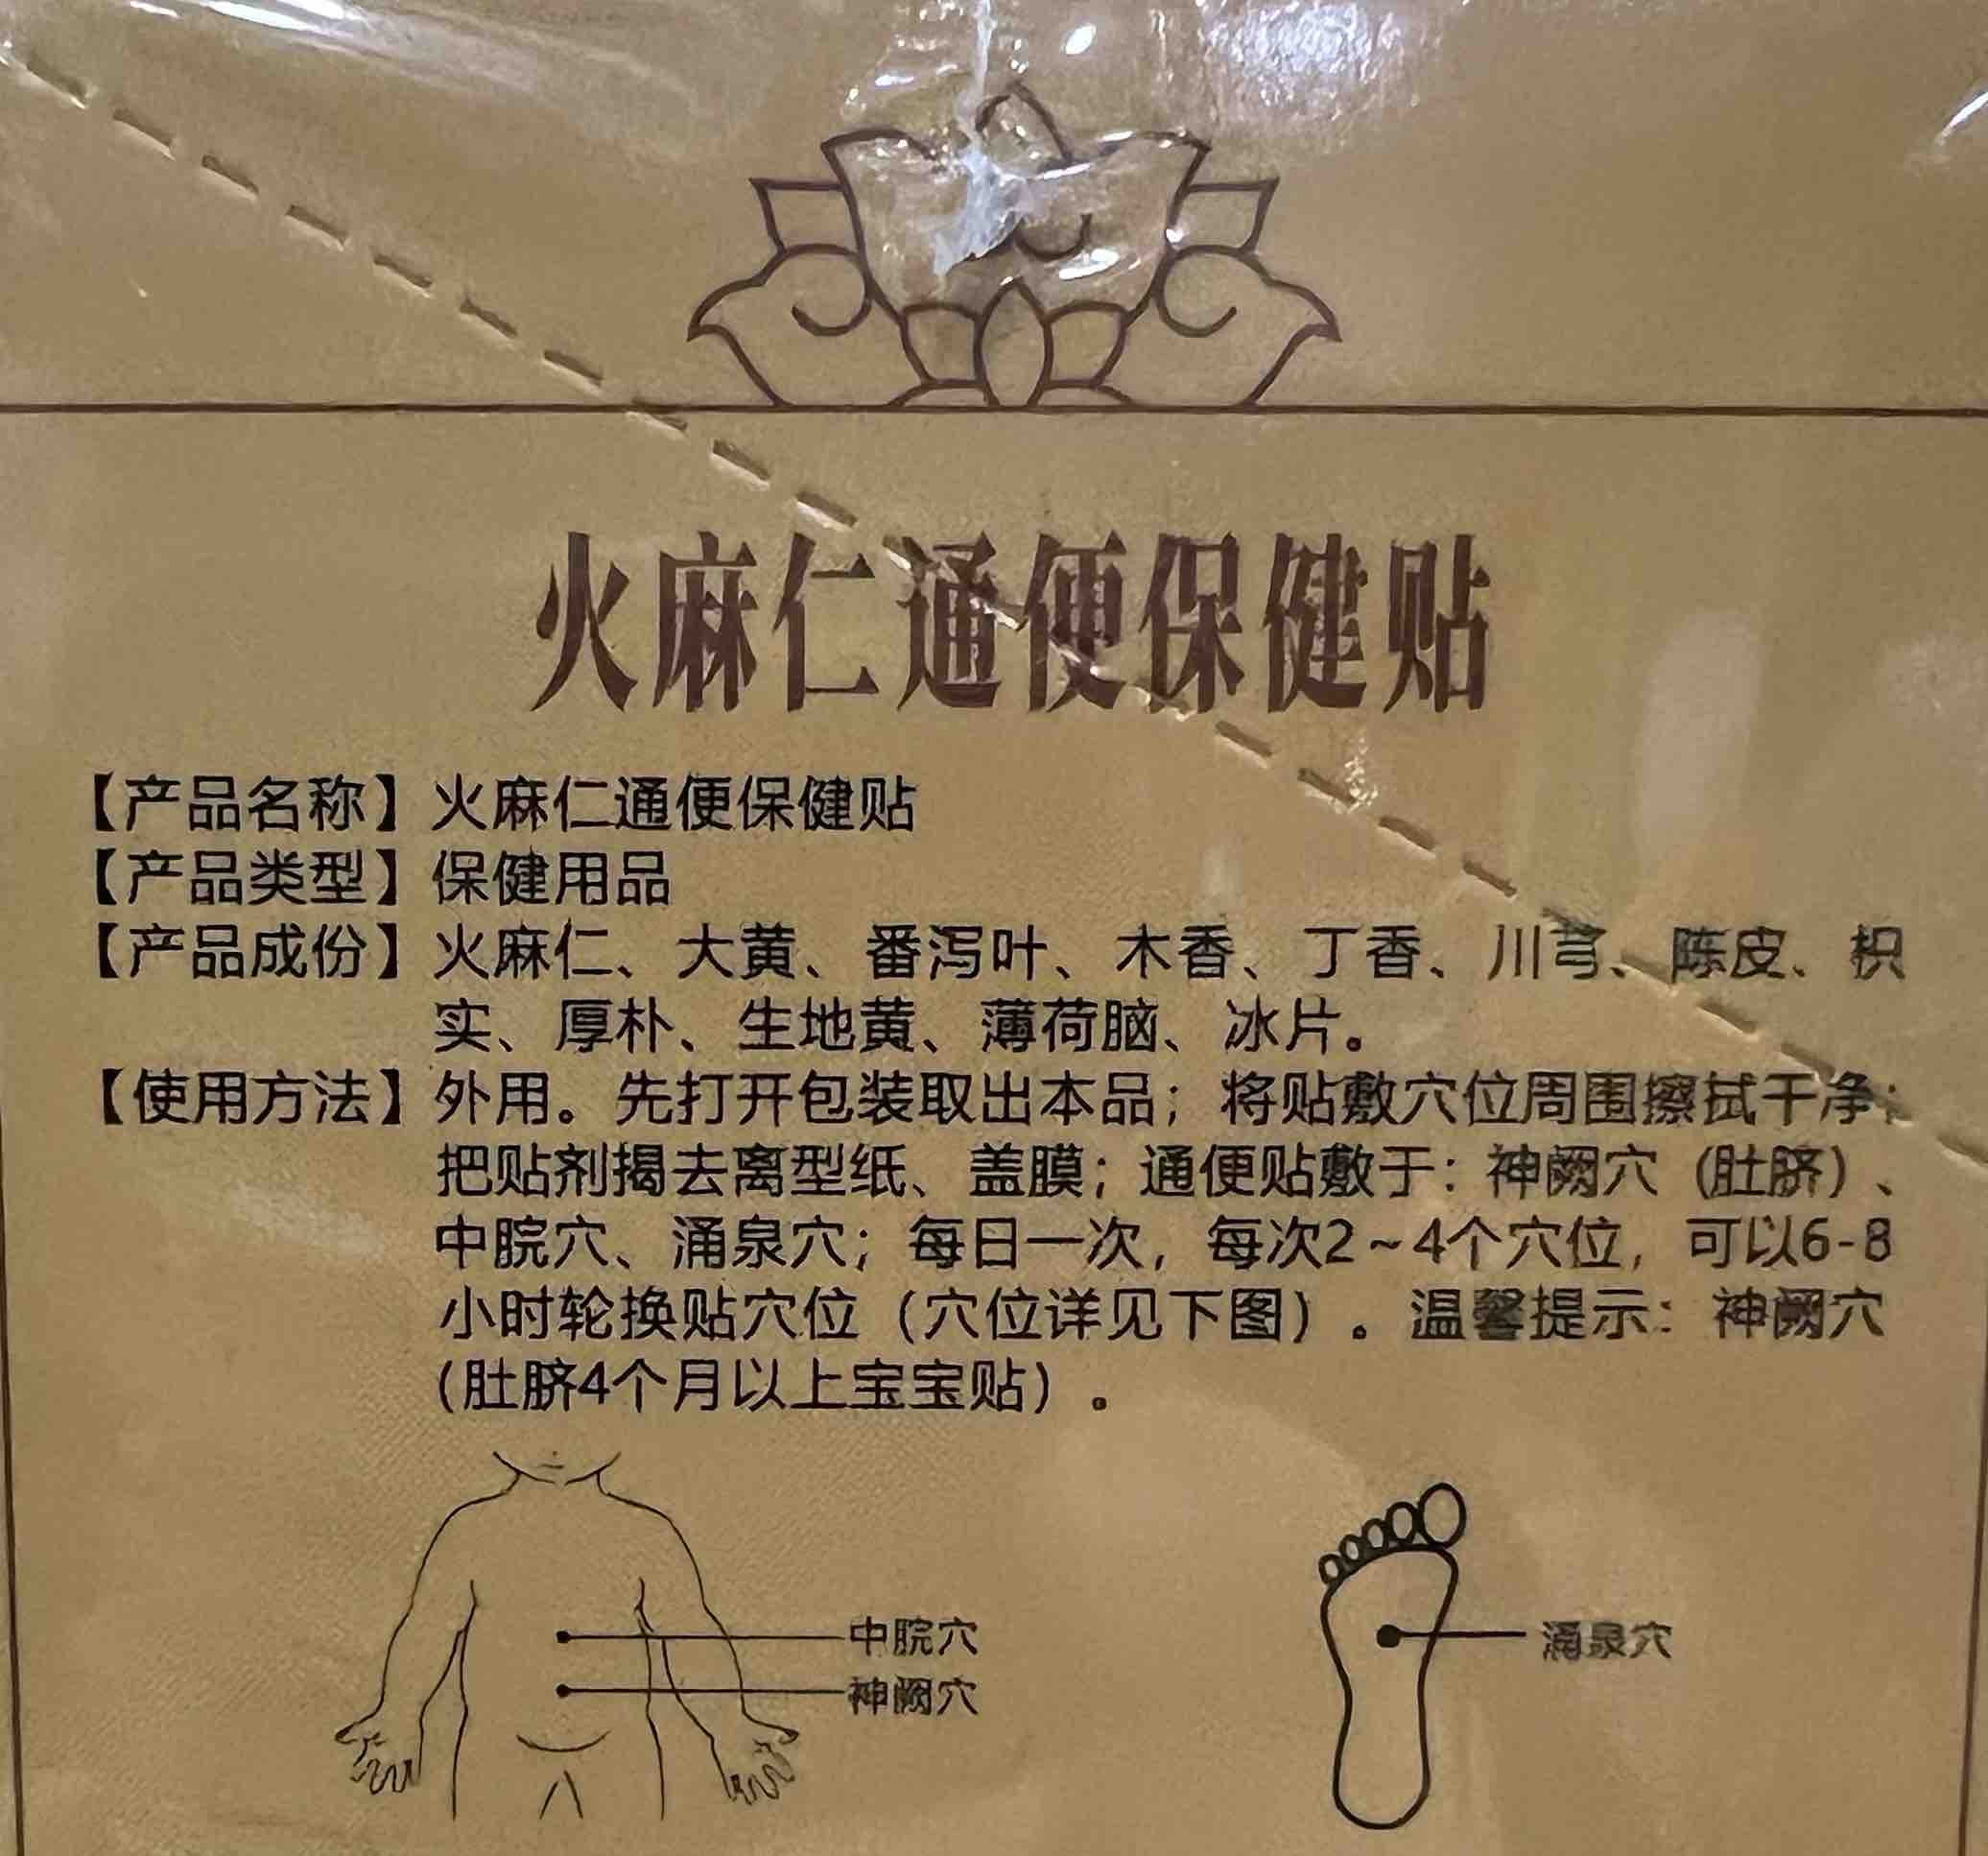 火麻仁通便保健贴
【产品名称】火麻仁通便保健贴
【产品类型】保健用品
【产品成份】火麻仁、大黄、番泻叶、木香、丁香、川芎、陈皮、枳
实、厚朴、生地黄、薄荷脑、冰片。
【使用方法】外用。先打开包装取出本品；将贴敷穴位周围擦拭干净；
把贴剂揭去离型纸、盖膜；通便贴敷于：神阙穴（肚脐）、
中脘穴、涌泉穴；每日一次，每次2~4个穴位，可以6-8
小时轮换贴穴位（穴位详见下图）。温馨提示：神阙穴
（肚脐4个月以上宝宝贴）。
中脘穴
神阙穴
涌泉穴